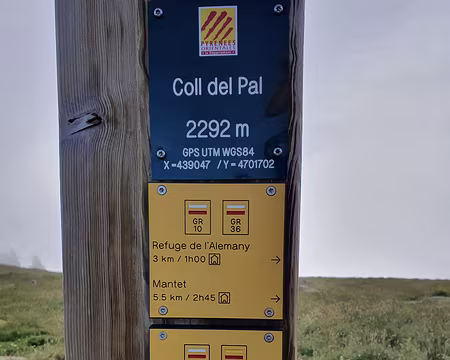 PYRENEES
ORIENTALES
Coll del Pal
2292 m
GPS UTM WGS84
X=439047 / Y=4701702
GR
10
GR
36
Refuge de l'Alemany
3 km / 1h00
Mantet
5.5 km / 2h45